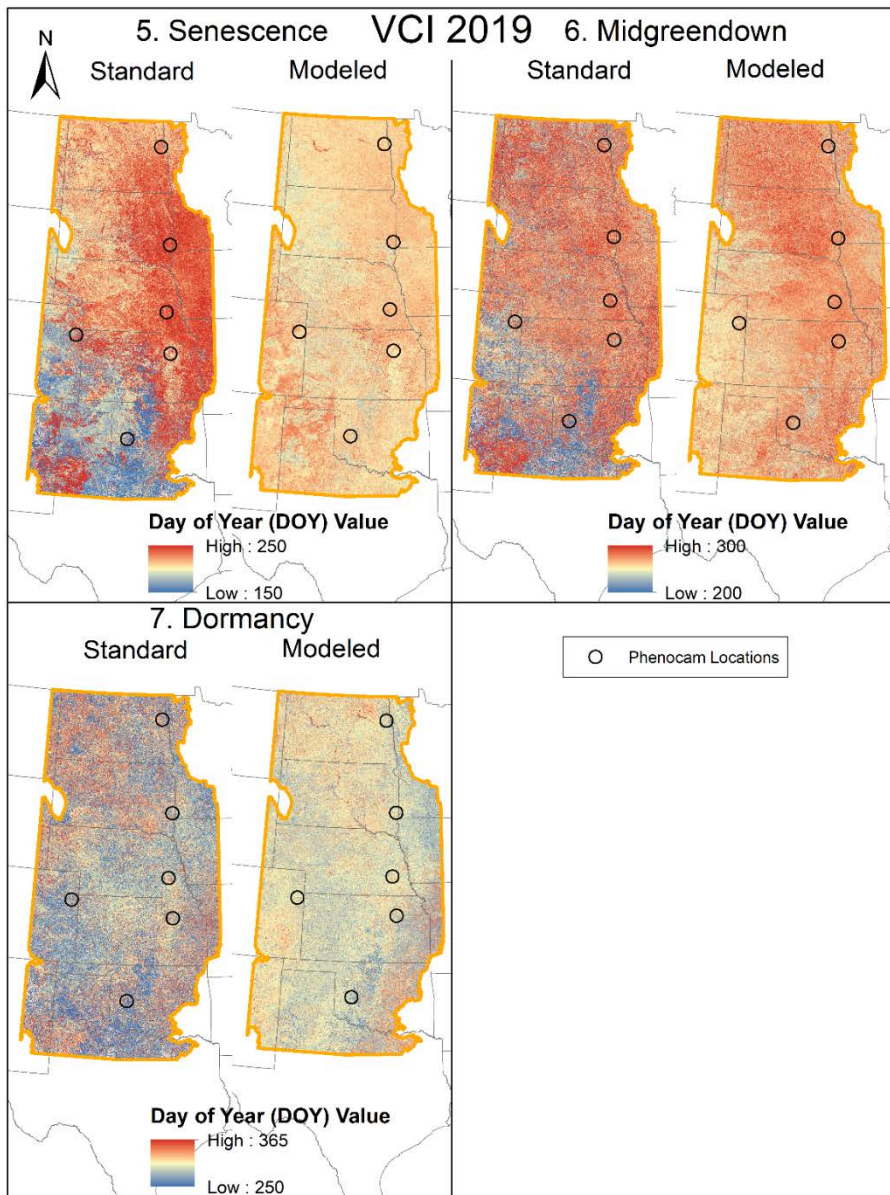 5. Senescence VCI 2019 6. Midgreendown
N
Standard Modeled Standard Modeled
Day of Year (DOY) Value
High : 250
Low : 150
Day of Year (DOY) Value
High : 300
Low : 200
7. Dormancy
Standard Modeled
Phenocam Locations
Day of Year (DOY) Value
High : 365
Low : 250